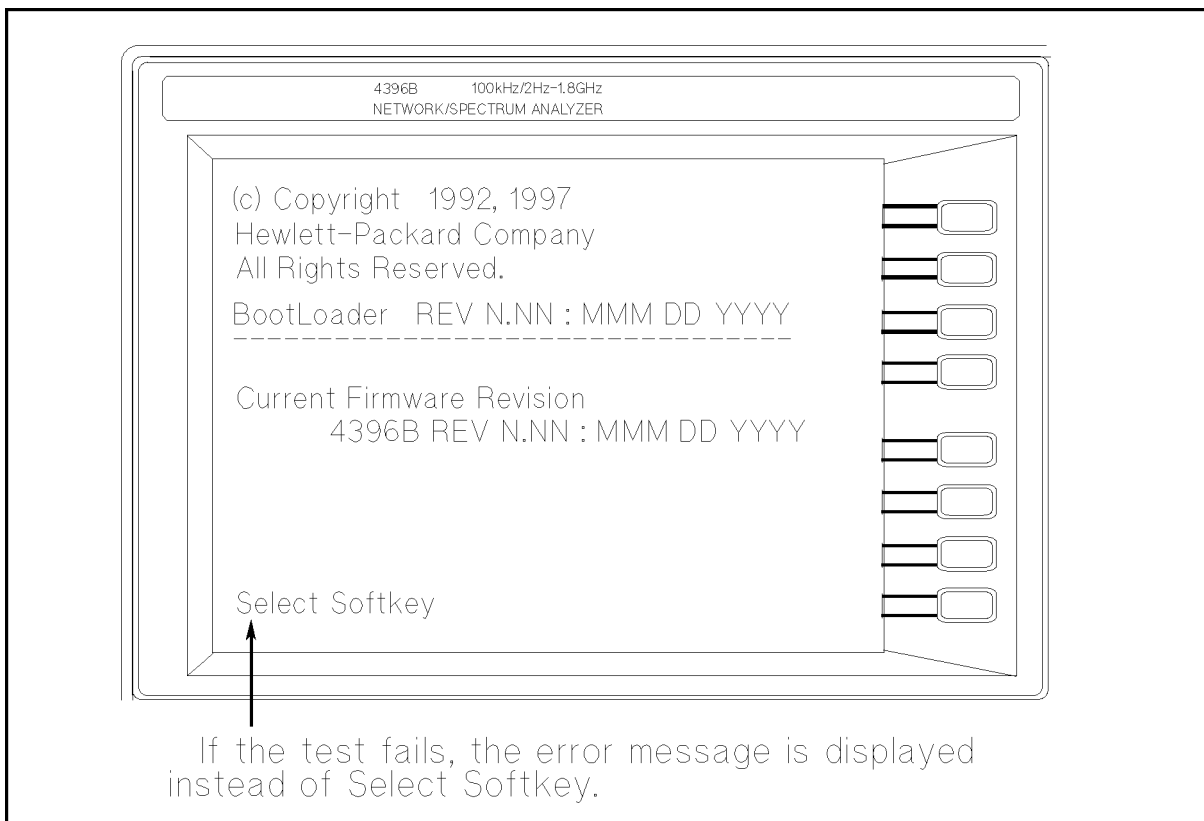 4396B 100kHz/2Hz-1.8GHz
NETWORK/SPECTRUM ANALYZER
(c) Copyright 1992, 1997
Hewlett-Packard Company
All Rights Reserved.
BootLoader REV N.NN : MMM DD YYYY
---------------------------------
Current Firmware Revision
4396B REV N.NN : MMM DD YYYY
Select Softkey
If the test fails, the error message is displayed
instead of Select Softkey.